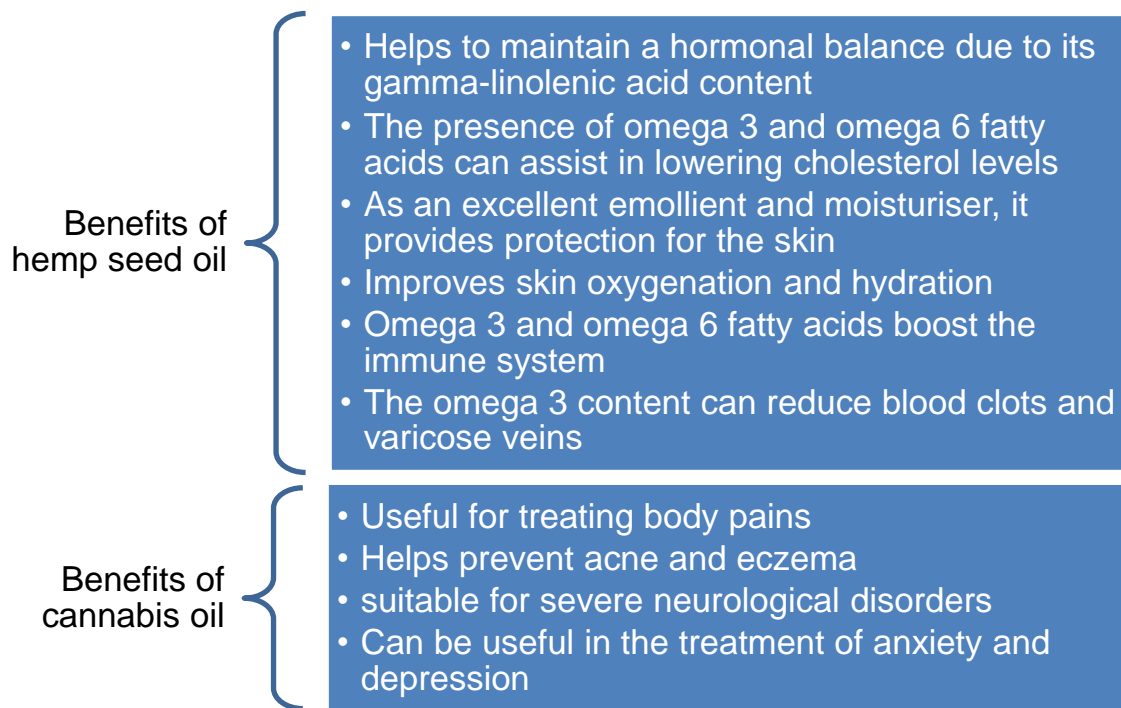 Benefits of
hemp seed oil
• Helps to maintain a hormonal balance due to its
gamma-linolenic acid content
• The presence of omega 3 and omega 6 fatty
acids can assist in lowering cholesterol levels
• As an excellent emollient and moisturiser, it
provides protection for the skin
• Improves skin oxygenation and hydration
• Omega 3 and omega 6 fatty acids boost the
immune system
• The omega 3 content can reduce blood clots and
varicose veins
Benefits of
cannabis oil
• Useful for treating body pains
• Helps prevent acne and eczema
• suitable for severe neurological disorders
• Can be useful in the treatment of anxiety and
depression